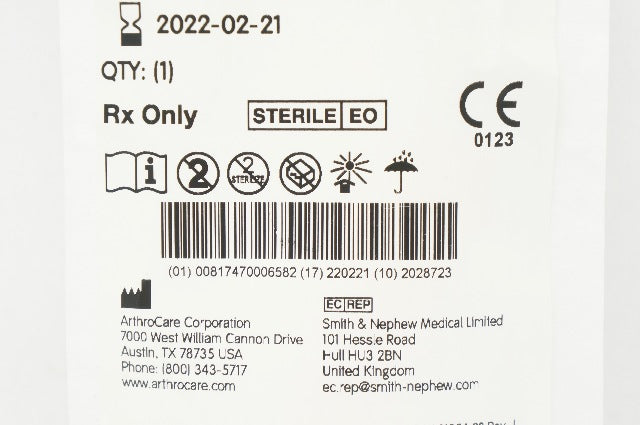 2022-02-21
QTY: (1)
Rx Only
STERILE EO
CE
0123
i
2
2
STERILIZE
(01) 00817470006582 (17) 220221 (10) 2028723
ArthroCare Corporation
7000 West William Cannon Drive
Austin, TX 78735 USA
Phone: (800) 343-5717
www.arthrocare.com
EC REP
Smith & Nephew Medical Limited
101 Hessle Road
Hull HU3 2BN
United Kingdom
ec.rep@smith-nephew.com